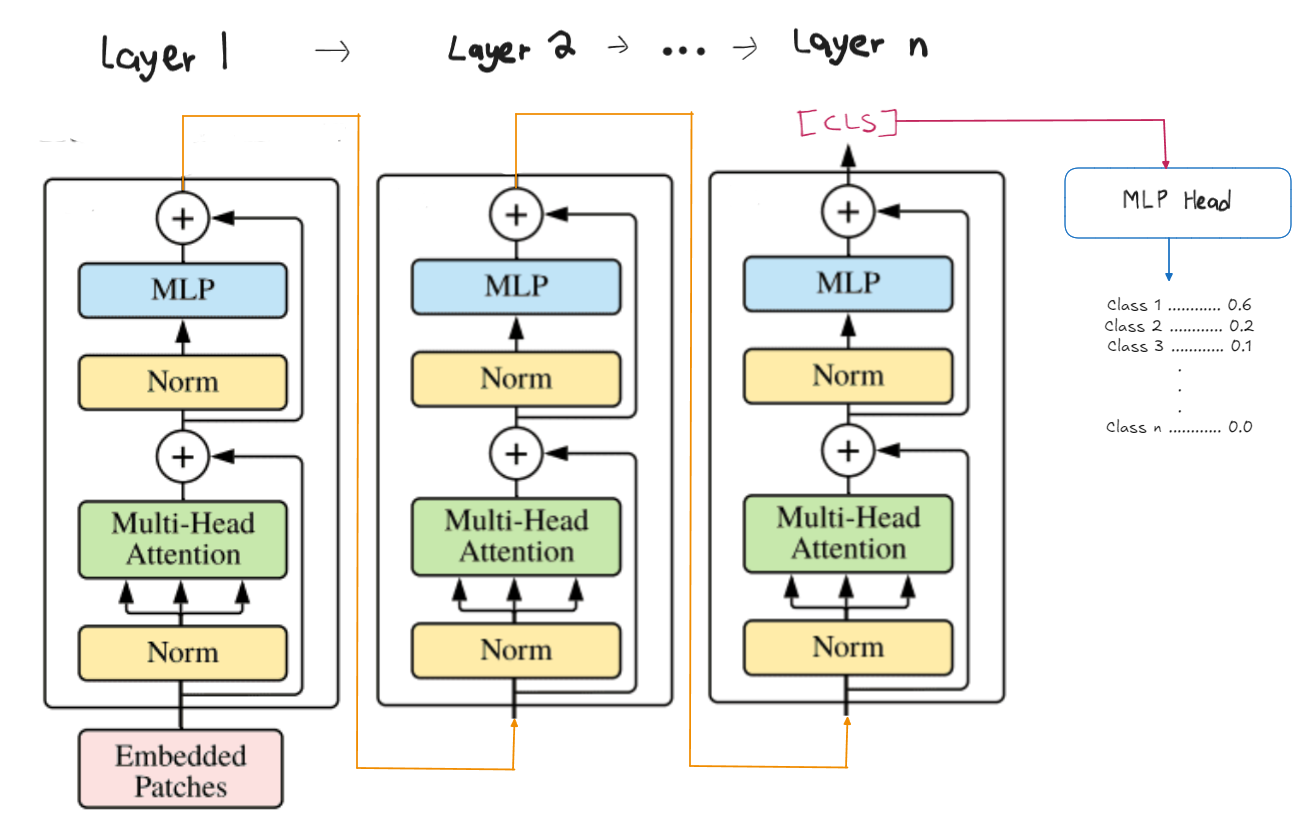 Layer 1 → Layer 2 → ... → Layer n
[CLS]
MLP Head
Class 1 ............ 0.6
Class 2 ............ 0.2
Class 3 ............ 0.1
.
.
.
Class n ............ 0.0
+
MLP
Norm
+
Multi-Head
Attention
Norm
Embedded
Patches
+
MLP
Norm
+
Multi-Head
Attention
Norm
+
MLP
Norm
+
Multi-Head
Attention
Norm